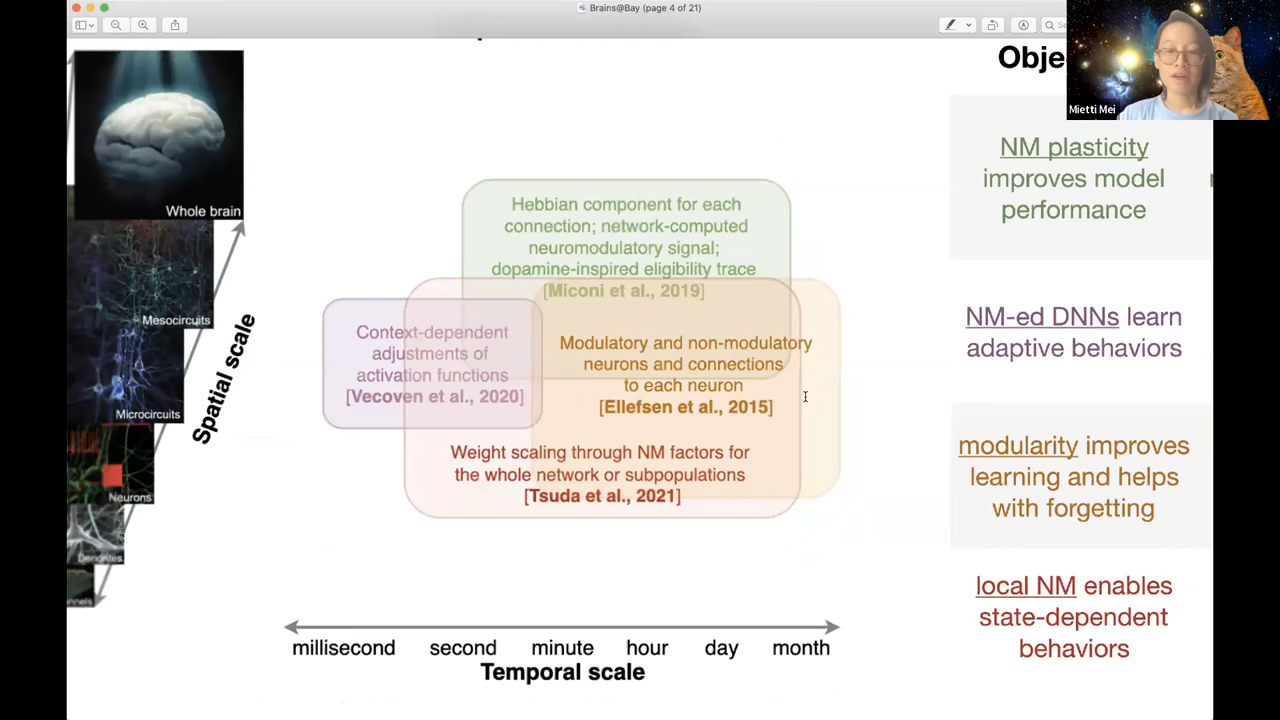 Brains@Bay (page 4 of 21)
Mietti Mei
Whole brain
Mesocircuits
Microcircuits
Neurons
Dendrites
Spatial scale
Hebbian component for each
connection; network-computed
neuromodulatory signal;
dopamine-inspired eligibility trace
[Miconi et al., 2019]
Context-dependent
adjustments of
activation functions
[Vecoven et al., 2020]
Modulatory and non-modulatory
neurons and connections
to each neuron
[Ellefsen et al., 2015]
Weight scaling through NM factors for
the whole network or subpopulations
[Tsuda et al., 2021]
millisecond second minute hour day month
Temporal scale
NM plasticity
improves model
performance
NM-ed DNNs learn
adaptive behaviors
modularity improves
learning and helps
with forgetting
local NM enables
state-dependent
behaviors